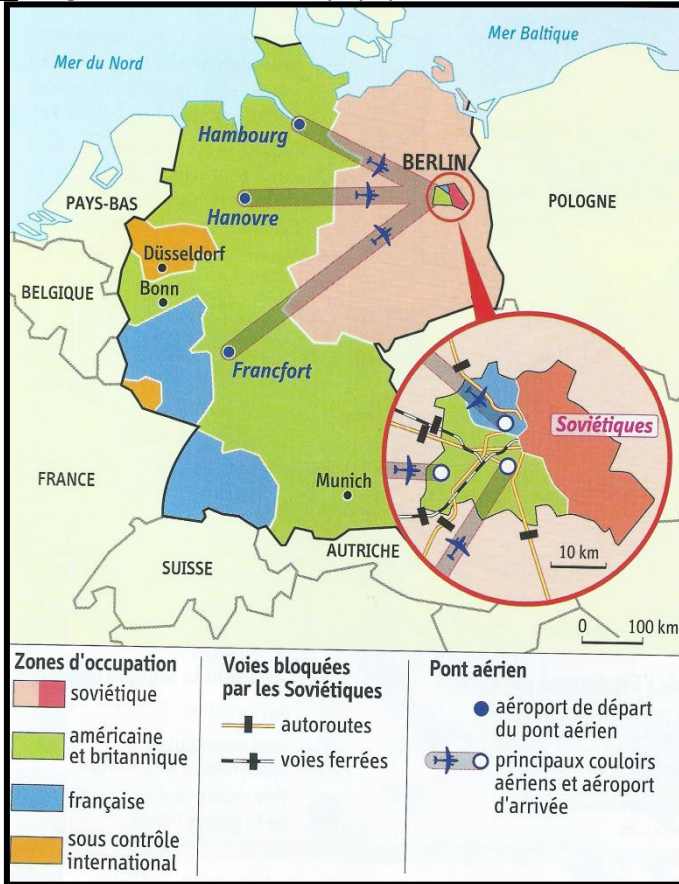 Mer du Nord
Mer Baltique
Hambourg
BERLIN
PAYS-BAS
Hanovre
POLOGNE
Düsseldorf
BELGIQUE
Bonn
Francfort
Soviétiques
FRANCE
Munich
10 km
AUTRICHE
SUISSE
0 100 km
Zones d'occupation
soviétique
américaine
et britannique
française
sous contrôle
international
Voies bloquées
par les Soviétiques
autoroutes
voies ferrées
Pont aérien
aéroport de départ
du pont aérien
principaux couloirs
aériens et aéroport
d'arrivée